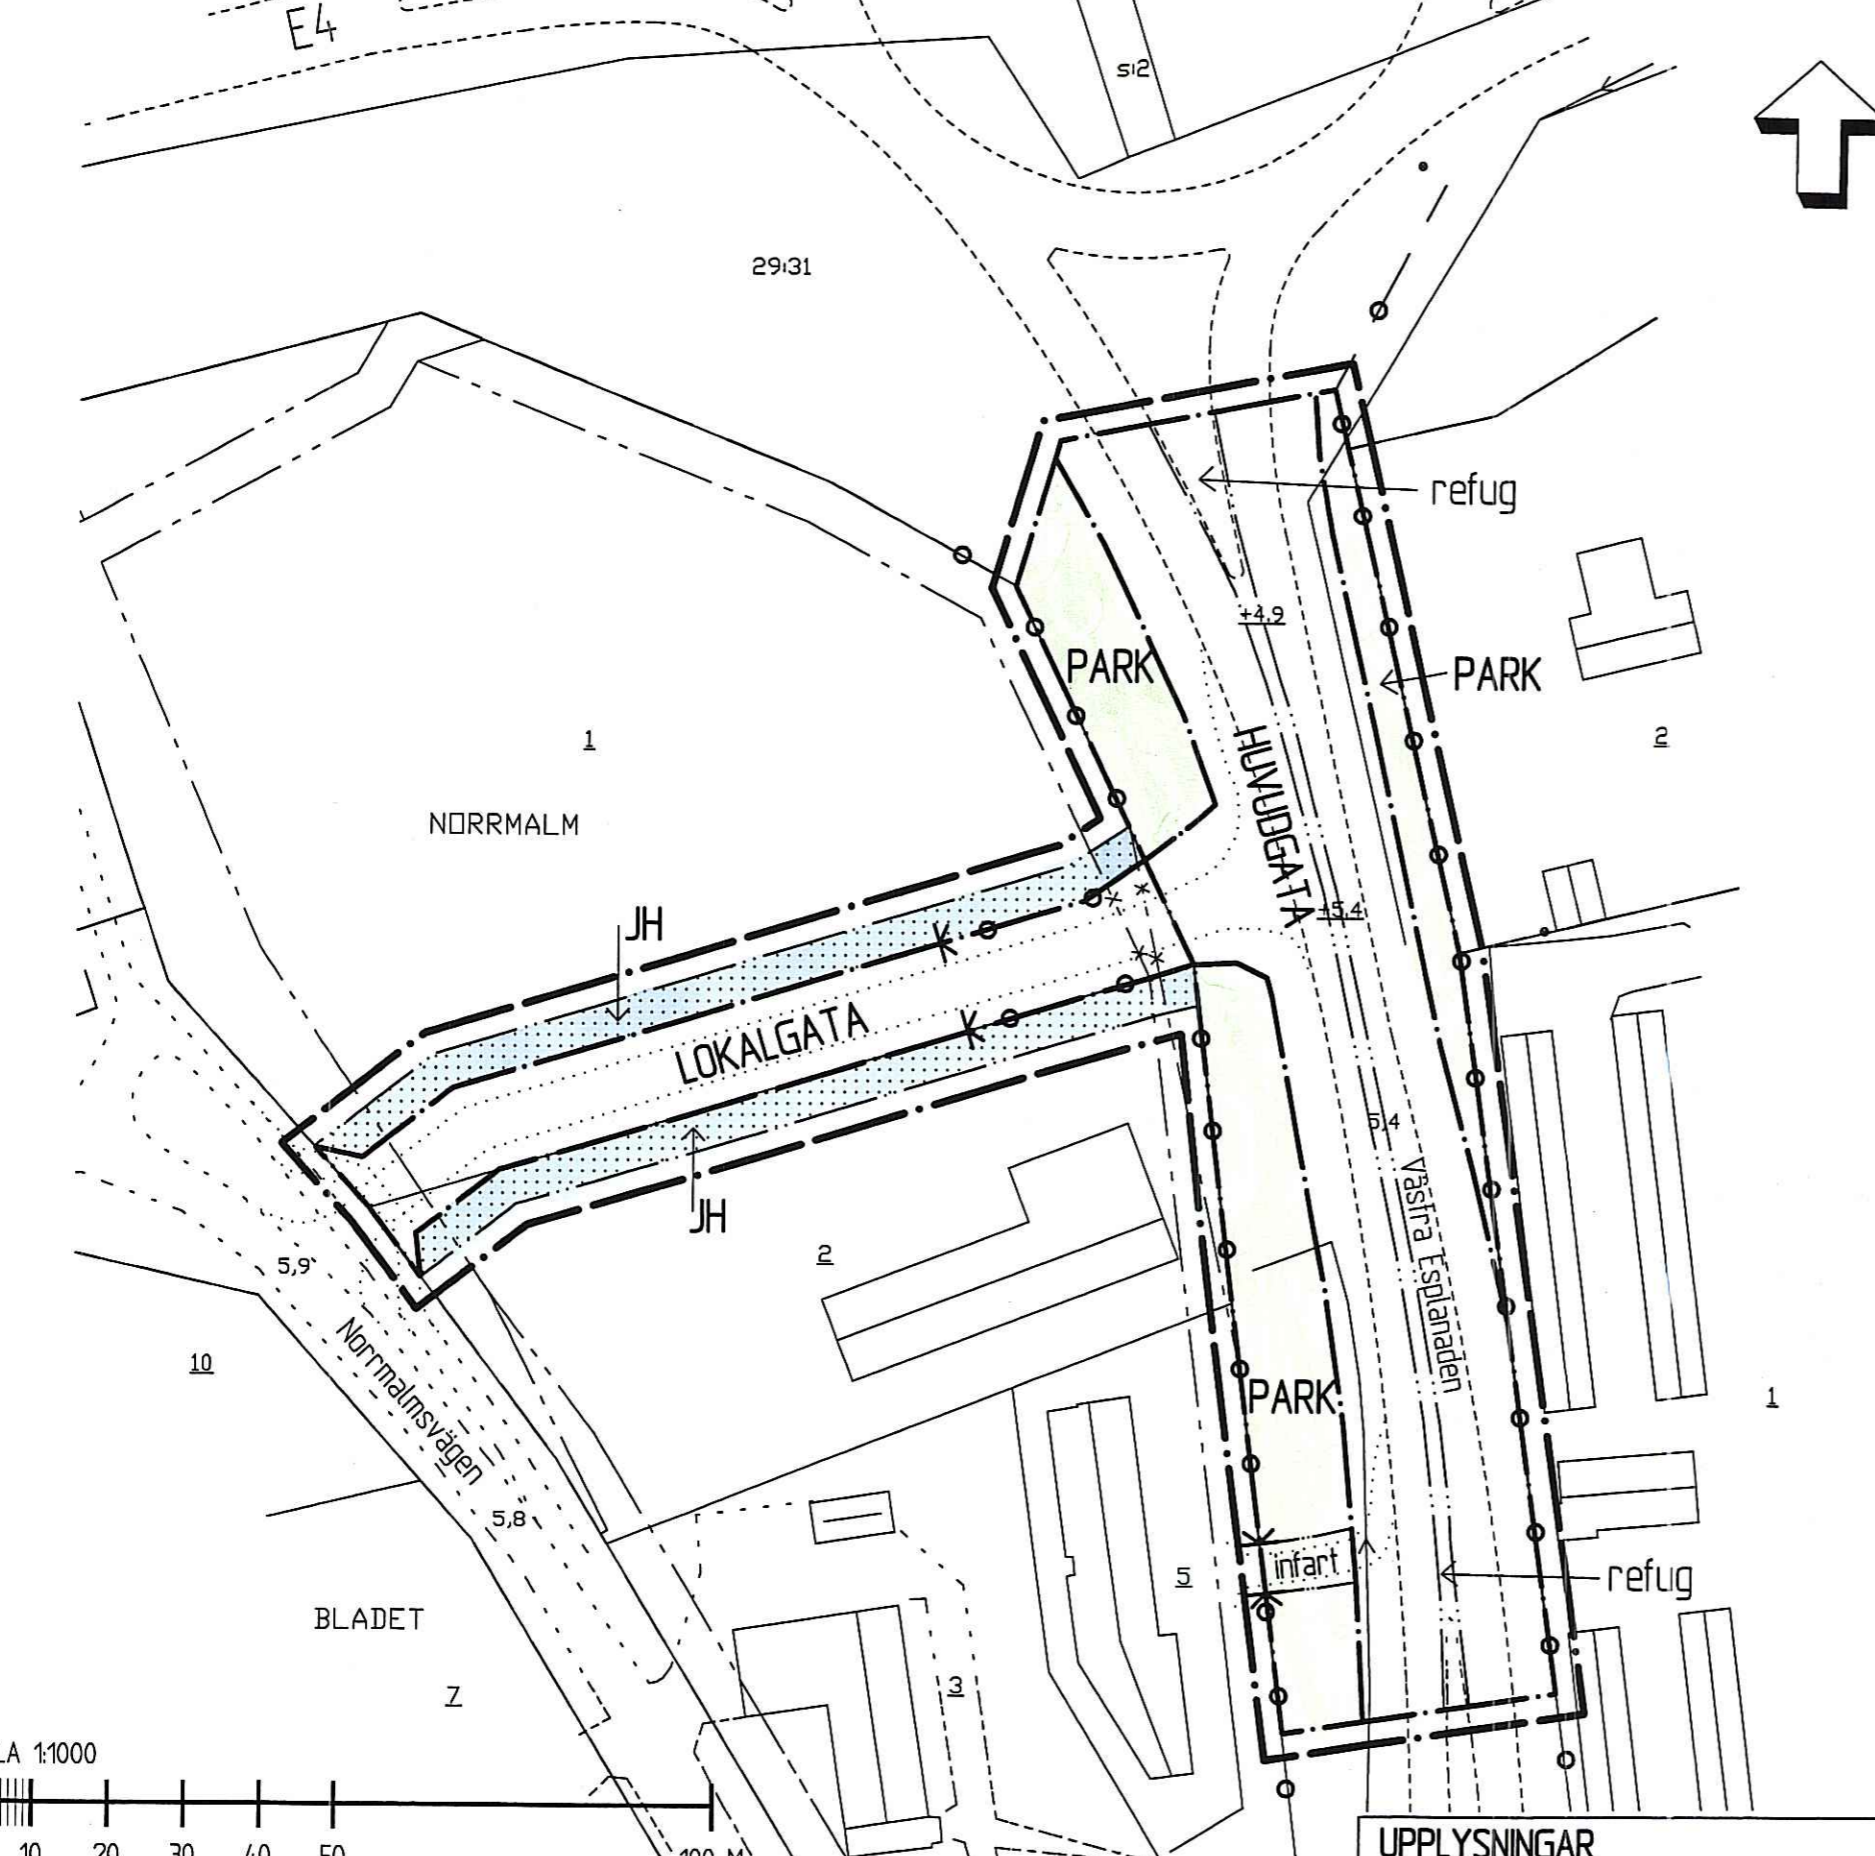 E4
s:2
29:31
refug
+4,9
PARK
PARK
2
HUVUDGATA
1
NORRMALM
+5,4
JH
K
K
LOKALGATA
5,4
Västra Esplanaden
JH
2
5,9
10
Norrmalmsvägen
PARK
1
5,8
infart
refug
5
BLADET
7
3
LA 1:1000
10 20 30 40 50 100 M
UPPLYSNINGAR